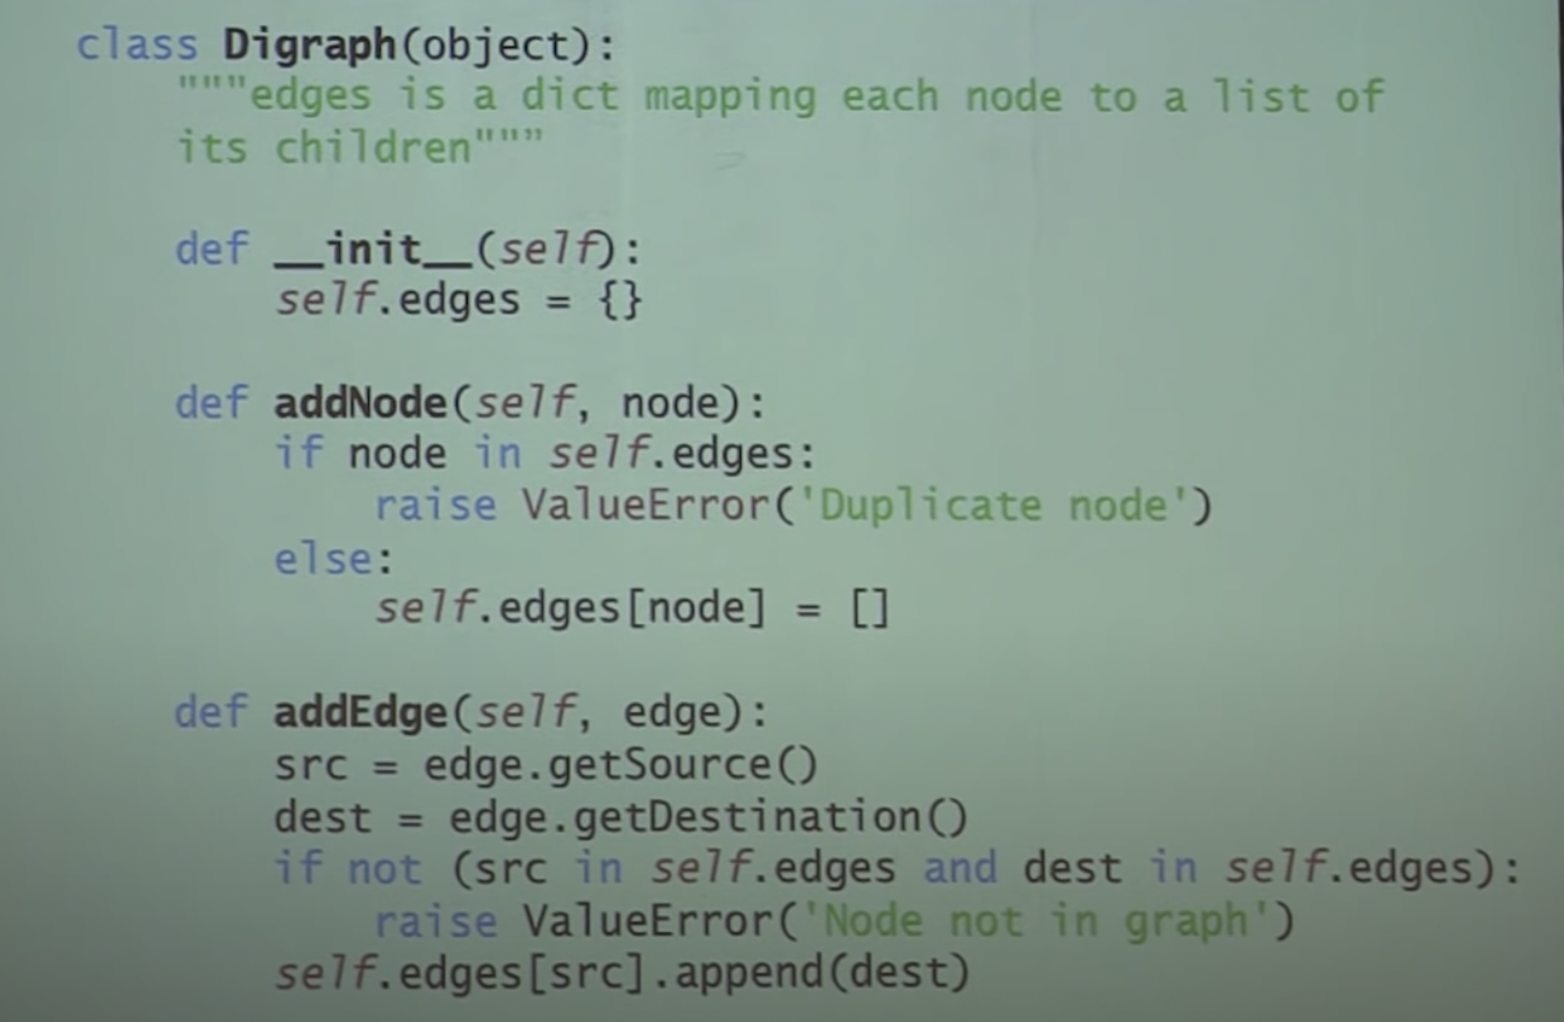 class Digraph(object):
    """edges is a dict mapping each node to a list of
    its children"""

    def __init__(self):
        self.edges = {}

    def addNode(self, node):
        if node in self.edges:
            raise ValueError('Duplicate node')
        else:
            self.edges[node] = []

    def addEdge(self, edge):
        src = edge.getSource()
        dest = edge.getDestination()
        if not (src in self.edges and dest in self.edges):
            raise ValueError('Node not in graph')
        self.edges[src].append(dest)